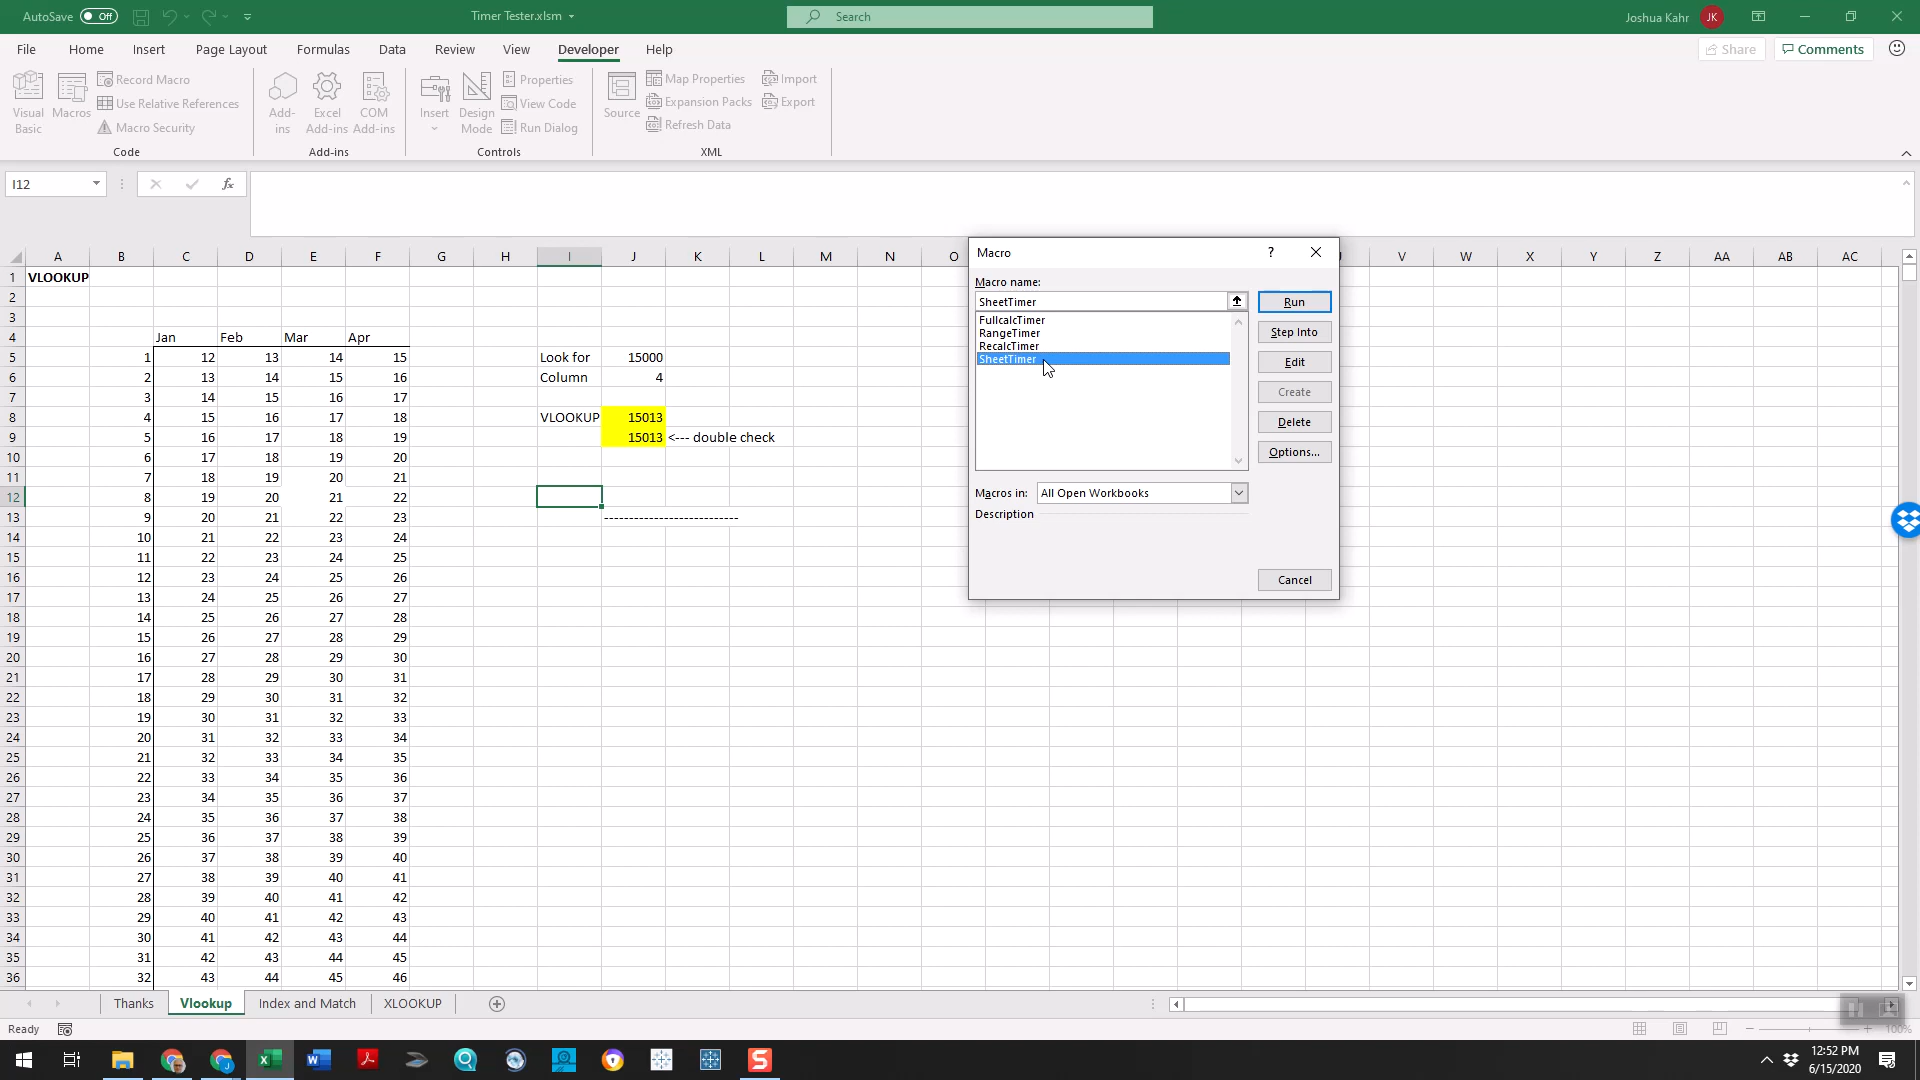 AutoSave Off Timer Tester.xlsm Search Joshua Kahr JK
File Home Insert Page Layout Formulas Data Review View Developer Help Share Comments
Visual Basic
Macros
Record Macro
Use Relative References
Macro Security
Add-ins
Excel Add-ins
COM Add-ins
Insert
Design Mode
Properties
View Code
Run Dialog
Source
Map Properties
Expansion Packs
Refresh Data
Import
Export
Code Add-ins Controls XML
I12 fx
A B C D E F G H I J K L M N O V W X Y Z AA AB AC
1 VLOOKUP
2
3
4 Jan Feb Mar Apr
5 1 12 13 14 15 Look for 15000
6 2 13 14 15 16 Column 4
7 3 14 15 16 17
8 4 15 16 17 18 VLOOKUP 15013
9 5 16 17 18 19 15013 <--- double check
10 6 17 18 19 20
11 7 18 19 20 21
12 8 19 20 21 22
13 9 20 21 22 23 ---------------------------
14 10 21 22 23 24
15 11 22 23 24 25
16 12 23 24 25 26
17 13 24 25 26 27
18 14 25 26 27 28
19 15 26 27 28 29
20 16 27 28 29 30
21 17 28 29 30 31
22 18 29 30 31 32
23 19 30 31 32 33
24 20 31 32 33 34
25 21 32 33 34 35
26 22 33 34 35 36
27 23 34 35 36 37
28 24 35 36 37 38
29 25 36 37 38 39
30 26 37 38 39 40
31 27 38 39 40 41
32 28 39 40 41 42
33 29 40 41 42 43
34 30 41 42 43 44
35 31 42 43 44 45
36 32 43 44 45 46
Macro ?
Macro name:
SheetTimer
FullcalcTimer
RangeTimer
RecalcTimer
SheetTimer
Run
Step Into
Edit
Create
Delete
Options...
Macros in: All Open Workbooks
Description
Cancel
Thanks Vlookup Index and Match XLOOKUP
Ready 100%
12:52 PM
6/15/2020